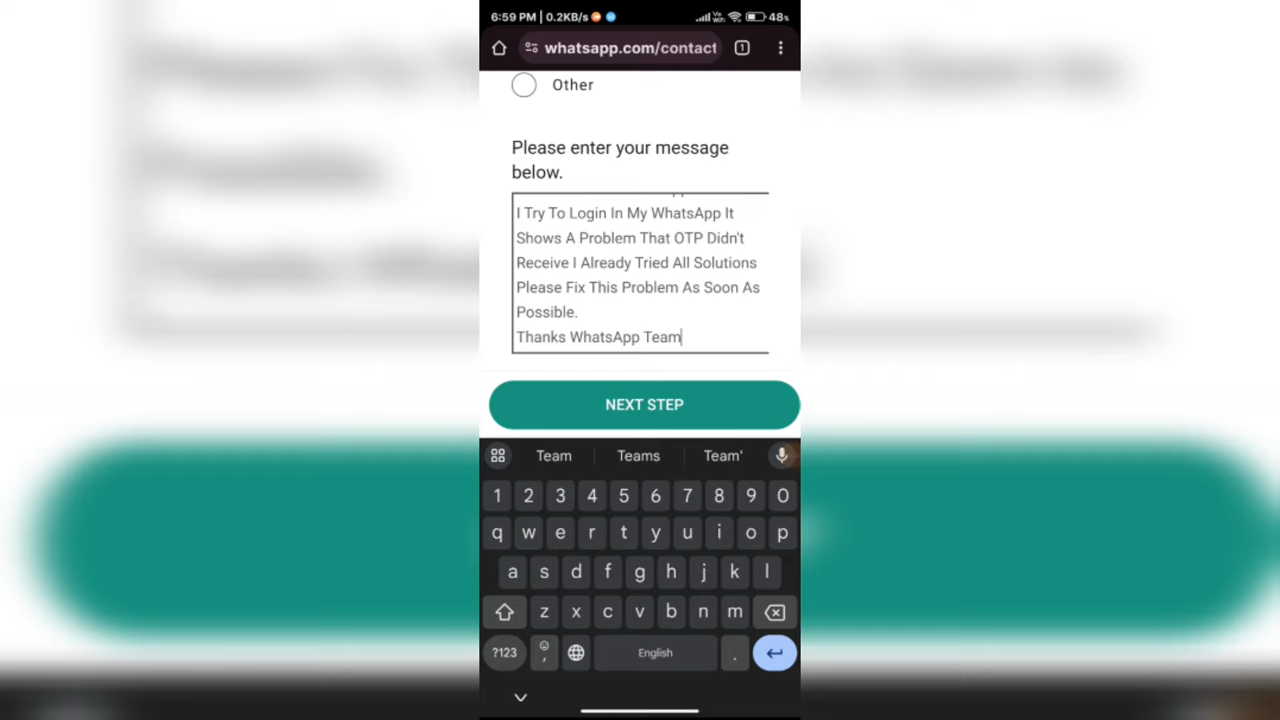 6:59 PM | 0.2KB/s
Vo
WiFi
48%
whatsapp.com/contact
1
Other
Please enter your message
below.
I Try To Login In My WhatsApp It
Shows A Problem That OTP Didn't
Receive I Already Tried All Solutions
Please Fix This Problem As Soon As
Possible.
Thanks WhatsApp Team
NEXT STEP
Team Teams Team'
1 2 3 4 5 6 7 8 9 0
q w e r t y u i o p
a s d f g h j k l
z x c v b n m
?123 , English .